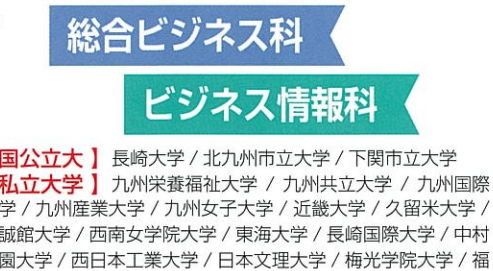 総合ビジネス科
ビジネス情報科
国公立大 】 長崎大学 / 北九州市立大学 / 下関市立大学
私立大学 】 九州栄養福祉大学 / 九州共立大学 / 九州国際
学 / 九州産業大学 / 九州女子大学 / 近畿大学 / 久留米大学 /
誠館大学 / 西南女学院大学 / 東海大学 / 長崎国際大学 / 中村
園大学 / 西日本工業大学 / 日本文理大学 / 梅光学院大学 / 福